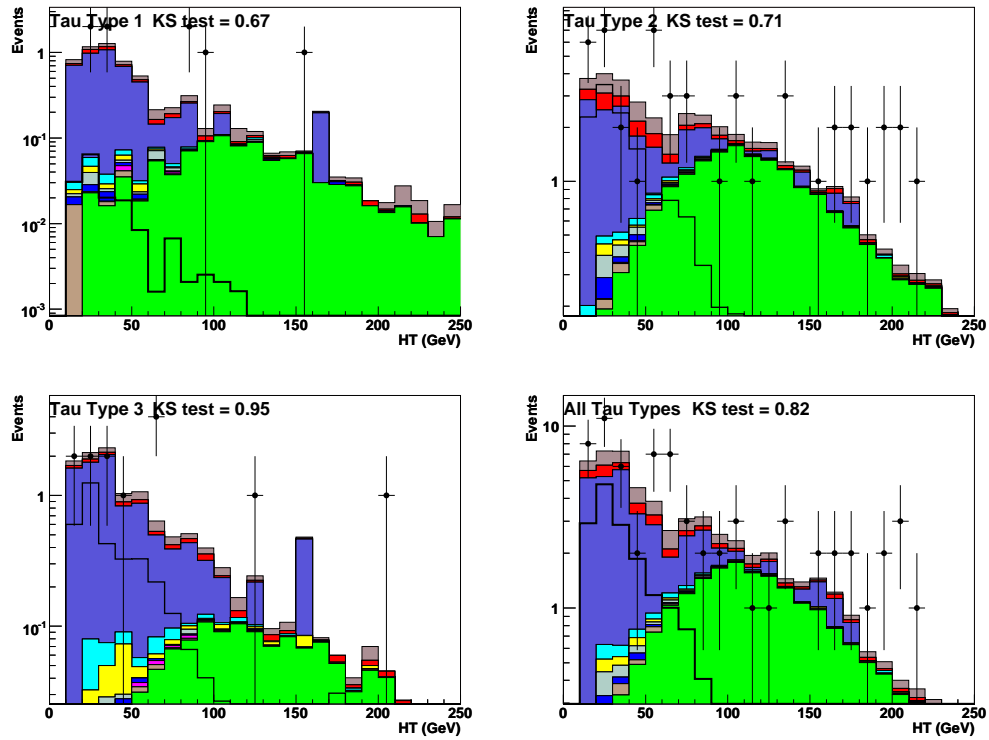 Tau Type 1 KS test = 0.67
Events
1
10-1
10-2
10-3
0 50 100 150 200 250
HT (GeV)
Tau Type 2 KS test = 0.71
Events
1
0 50 100 150 200 250
HT (GeV)
Tau Type 3 KS test = 0.95
Events
1
10-1
0 50 100 150 200 250
HT (GeV)
All Tau Types KS test = 0.82
Events
10
1
0 50 100 150 200 250
HT (GeV)